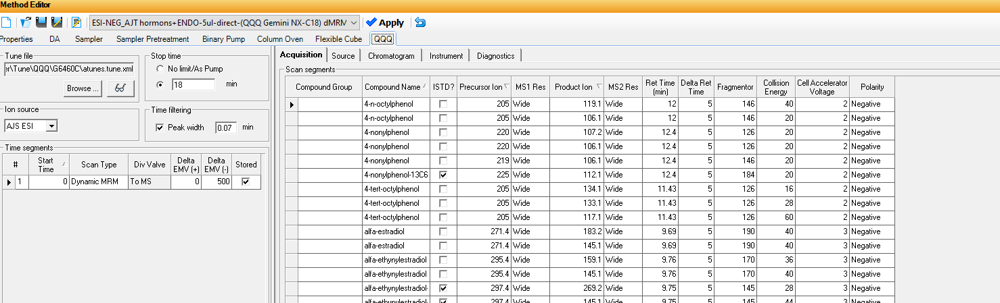 Method Editor
ESI-NEG_AJT hormons+ENDO-5ul-direct-(QQQ Gemini NX-C18) dMRM Apply
Properties DA Sampler Sampler Pretreatment Binary Pump Column Oven Flexible Cube QQQ
Tune file
er\Tune\QQQ\G6460C\atunes.tune.xml
Browse ...
Ion source
AJS ESI
Stop time
No limit/As Pump
18 min
Time filtering
Peak width 0.07 min
Time segments
# Start Time Scan Type Div Valve Delta EMV (+) Delta EMV (-) Stored
1 0 Dynamic MRM To MS 0 500
Acquisition Source Chromatogram Instrument Diagnostics
Scan segments
Compound Group Compound Name ISTD? Precursor Ion MS1 Res Product Ion MS2 Res Ret Time (min) Delta Ret Time Fragmentor Collision Energy Cell Accelerator Voltage Polarity
4-n-octylphenol 205 Wide 119.1 Wide 12 5 146 40 2 Negative
4-n-octylphenol 205 Wide 106.1 Wide 12 5 146 20 2 Negative
4-nonylphenol 220 Wide 107.2 Wide 12.4 5 126 20 2 Negative
4-nonylphenol 220 Wide 106.1 Wide 12.4 5 126 20 2 Negative
4-nonylphenol 219 Wide 106.1 Wide 12.4 5 146 20 2 Negative
4-nonylphenol-13C6 225 Wide 112.1 Wide 12.4 5 184 20 2 Negative
4-tert-octylphenol 205 Wide 134.1 Wide 11.43 5 126 16 2 Negative
4-tert-octylphenol 205 Wide 133.1 Wide 11.43 5 126 28 2 Negative
4-tert-octylphenol 205 Wide 117.1 Wide 11.43 5 126 60 2 Negative
alfa-estradiol 271.4 Wide 183.2 Wide 9.69 5 190 40 3 Negative
alfa-estradiol 271.4 Wide 145.1 Wide 9.69 5 190 40 3 Negative
alfa-ethynylestradiol 295.4 Wide 159.1 Wide 9.76 5 170 36 3 Negative
alfa-ethynylestradiol 295.4 Wide 145.1 Wide 9.76 5 170 40 3 Negative
alfa-ethynylestradiol- 297.4 Wide 269.2 Wide 9.75 5 145 28 3 Negative
alfa-ethynylestradiol- 297.4 Wide 145.1 Wide 9.75 5 145 44 3 Negative